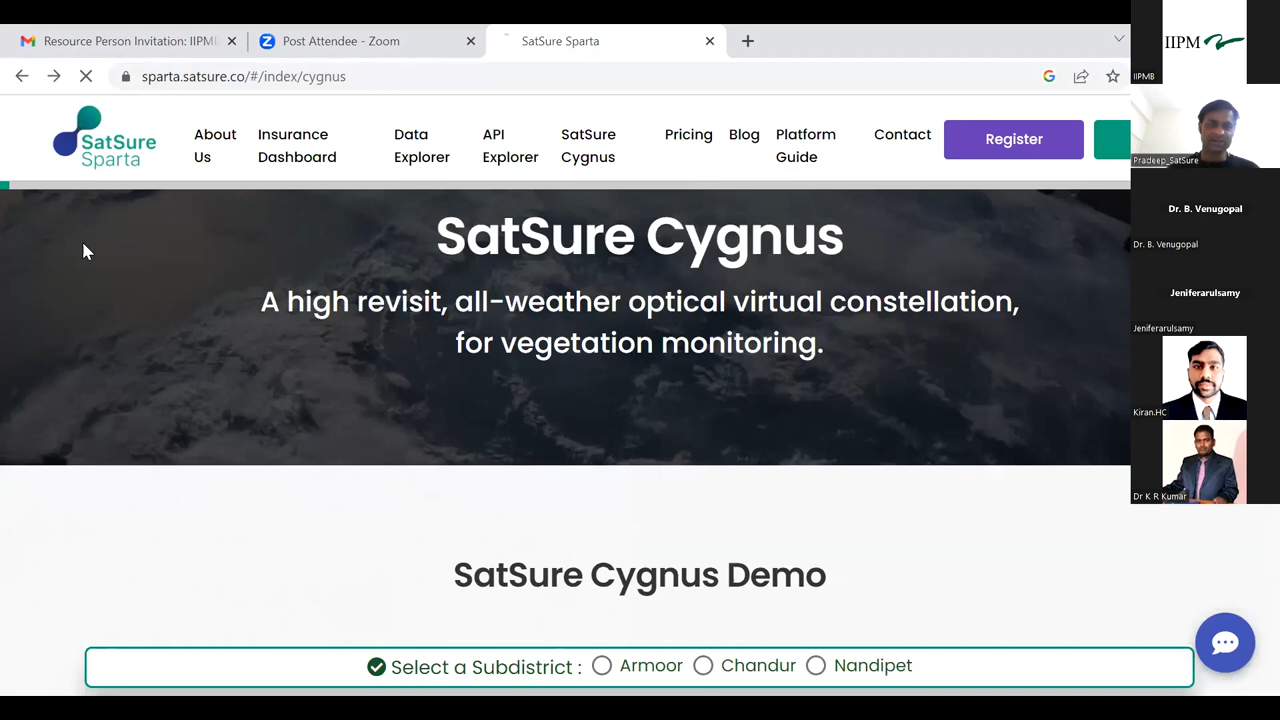 Resource Person Invitation: IIPM
Post Attendee - Zoom
SatSure Sparta
sparta.satsure.co/#/index/cygnus
SatSure
Sparta
About
Us
Insurance
Dashboard
Data
Explorer
API
Explorer
SatSure
Cygnus
Pricing
Blog
Platform
Guide
Contact
Register
SatSure Cygnus
A high revisit, all-weather optical virtual constellation,
for vegetation monitoring.
SatSure Cygnus Demo
Select a Subdistrict : Armoor Chandur Nandipet
IIPM
IIPMB
Pradeep_SatSure
Dr. B. Venugopal
Dr. B. Venugopal
Jeniferarulsamy
Jeniferarulsamy
Kiran.HC
Dr K R Kumar